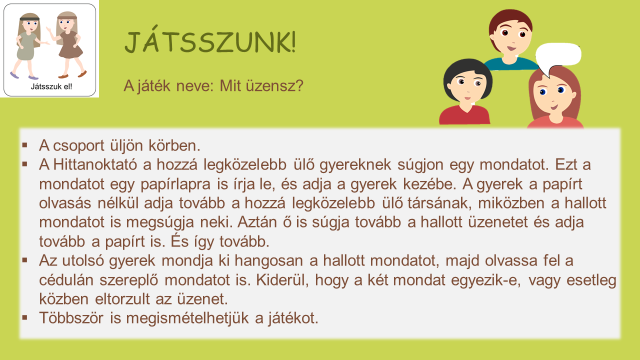 Játsszuk el!
JÁTSSZUNK!
A játék neve: Mit üzensz?
▪ A csoport üljön körben.
▪ A Hittanoktató a hozzá legközelebb ülő gyereknek súgjon egy mondatot. Ezt a
mondatot egy papírlapra is írja le, és adja a gyerek kezébe. A gyerek a papírt
olvasás nélkül adja tovább a hozzá legközelebb ülő társának, miközben a hallott
mondatot is megsúgja neki. Aztán ő is súgja tovább a hallott üzenetet és adja
tovább a papírt is. És így tovább.
▪ Az utolsó gyerek mondja ki hangosan a hallott mondatot, majd olvassa fel a
cédulán szereplő mondatot is. Kiderül, hogy a két mondat egyezik-e, vagy esetleg
közben eltorzult az üzenet.
▪ Többször is megismételhetjük a játékot.